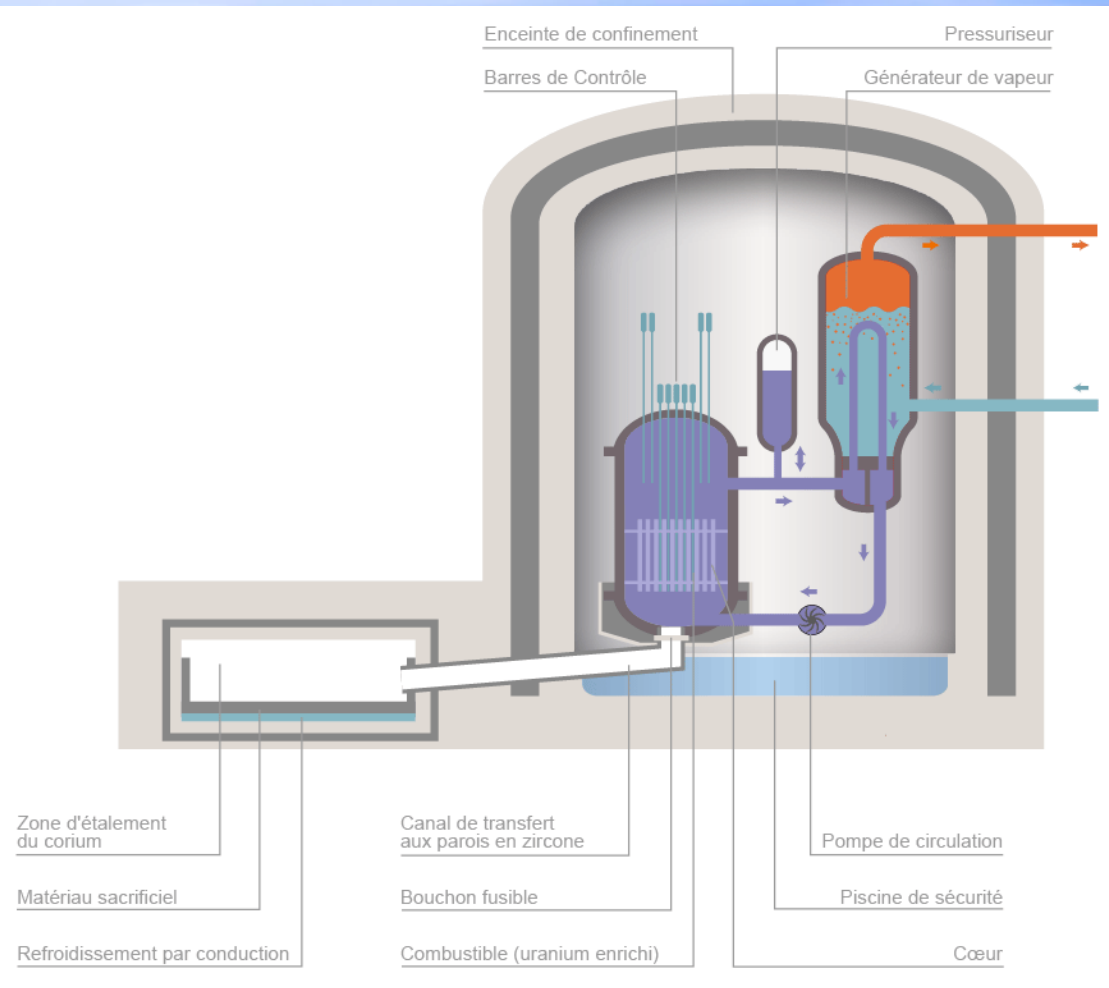 Enceinte de confinement
Pressuriseur
Barres de Contrôle
Générateur de vapeur
Zone d'étalement
du corium
Canal de transfert
aux parois en zircone
Pompe de circulation
Matériau sacrificiel
Bouchon fusible
Piscine de sécurité
Refroidissement par conduction
Combustible (uranium enrichi)
Cœur